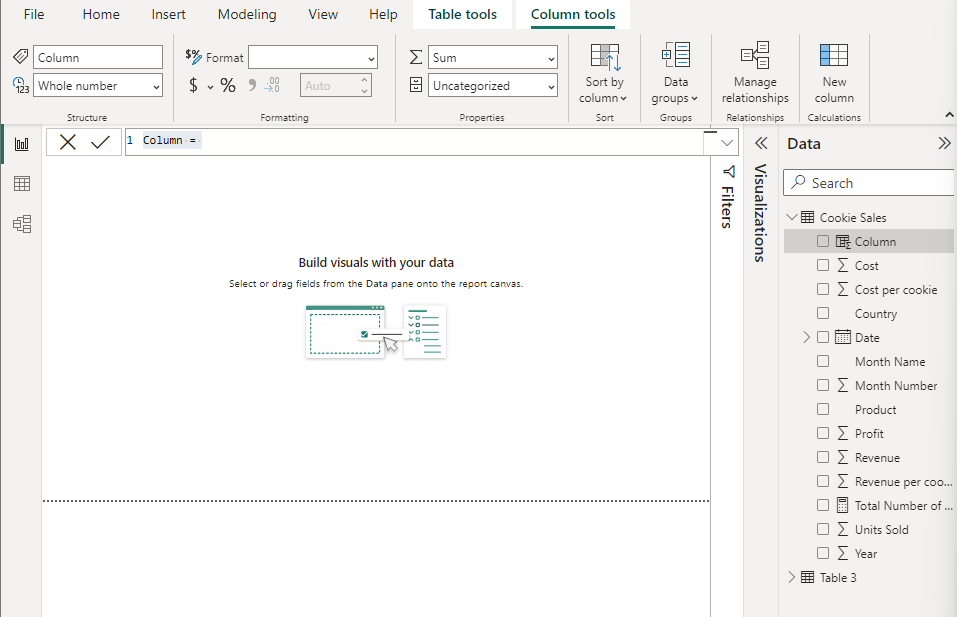 File Home Insert Modeling View Help Table tools Column tools
Column
Whole number
Structure
$% Format
$ % 9 .00 →.0
Auto
Formatting
Sum
Uncategorized
Properties
Sort by
column
Sort
Data
groups
Groups
Manage
relationships
Relationships
New
column
Calculations
1 Column =
Build visuals with your data
Select or drag fields from the Data pane onto the report canvas.
Filters
Visualizations
Data
Search
Cookie Sales
Column
Cost
Cost per cookie
Country
Date
Month Name
Month Number
Product
Profit
Revenue
Revenue per coo...
Total Number of ...
Units Sold
Year
Table 3